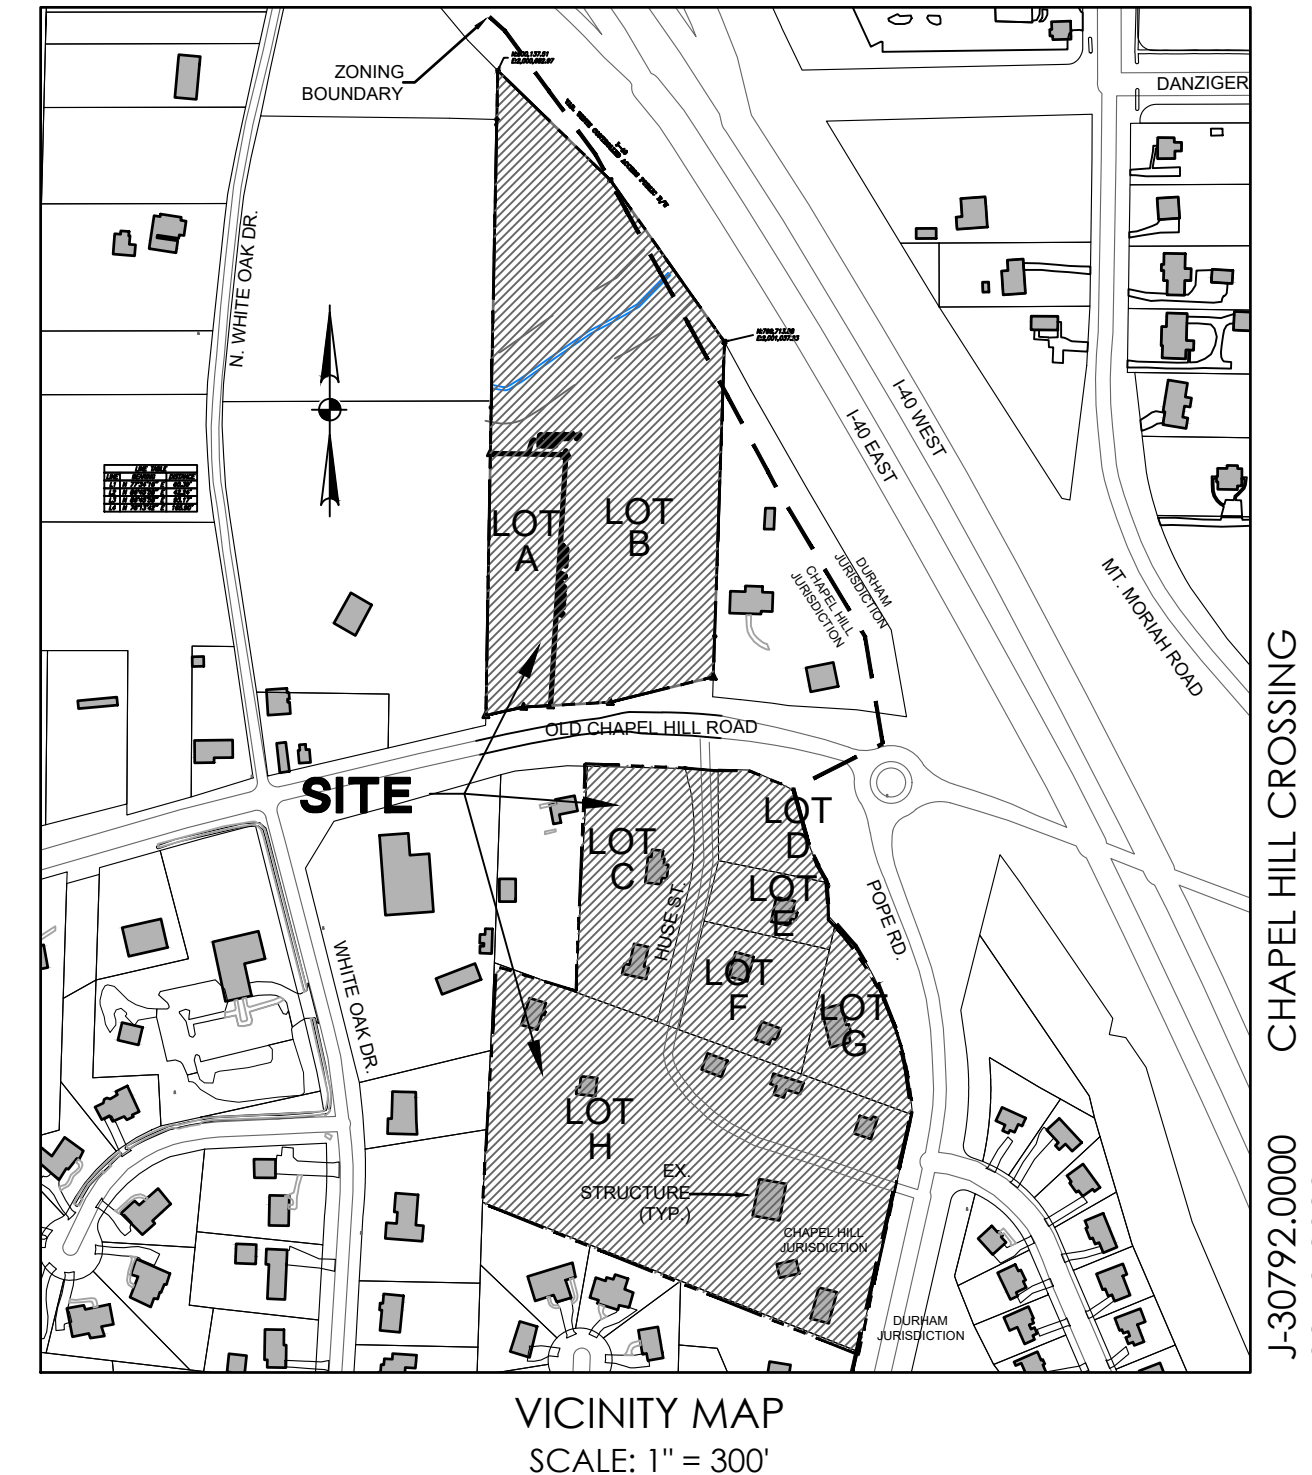 ZONING
BOUNDARY
DANZIGER
N. WHITE OAK DR.
I-40 WEST
I-40 EAST
LINE TABLE
LOT
A
LOT
B
DURHAM
JURISDICTION
CHAPEL HILL
JURISDICTION
MT. MORIAH ROAD
OLD CHAPEL HILL ROAD
SITE
LOT
C
LOT
D
LOT
E
LOT
F
LOT
G
LOT
H
HUSE ST.
POPE RD.
WHITE OAK DR.
EX.
STRUCTURE
(TYP.)
CHAPEL HILL
JURISDICTION
DURHAM
JURISDICTION
CHAPEL HILL CROSSING
J-30792.0000
VICINITY MAP
SCALE: 1" = 300'